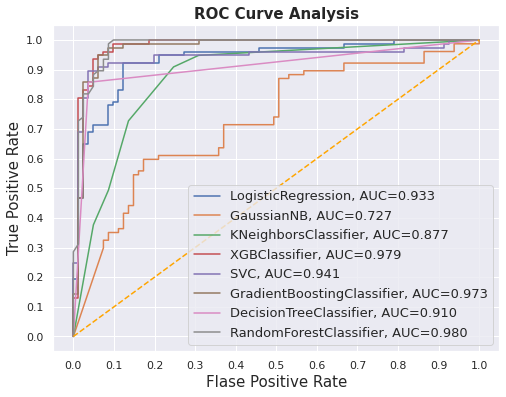 ROC Curve Analysis
True Positive Rate
1.0
0.9
0.8
0.7
0.6
0.5
0.4
0.3
0.2
0.1
0.0
LogisticRegression, AUC=0.933
GaussianNB, AUC=0.727
KNeighborsClassifier, AUC=0.877
XGBClassifier, AUC=0.979
SVC, AUC=0.941
GradientBoostingClassifier, AUC=0.973
DecisionTreeClassifier, AUC=0.910
RandomForestClassifier, AUC=0.980
0.0 0.1 0.2 0.3 0.4 0.5 0.6 0.7 0.8 0.9 1.0
Flase Positive Rate